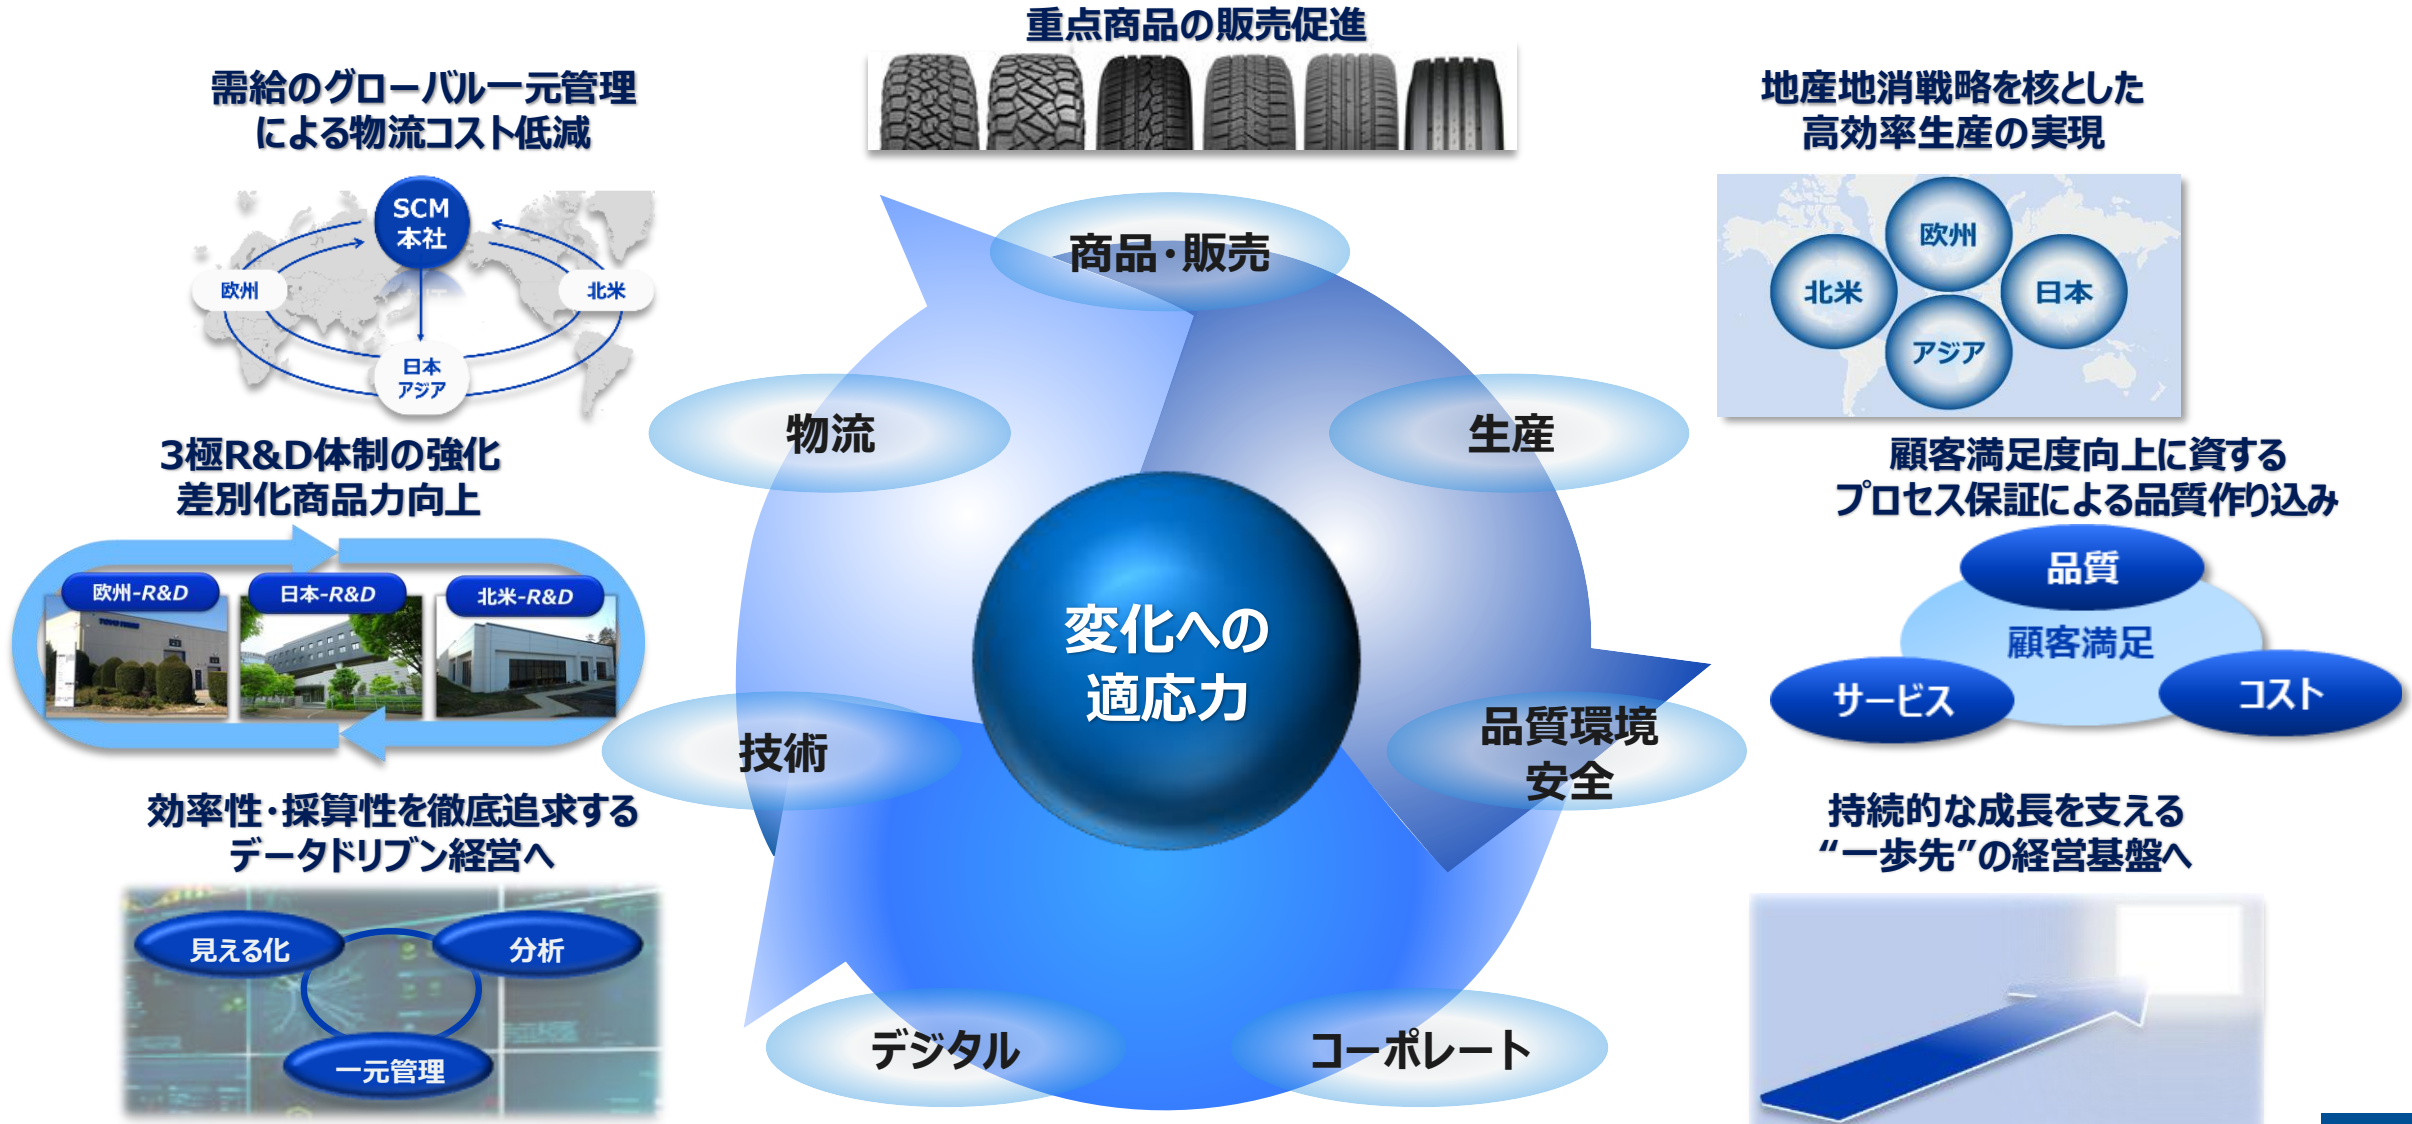 重点商品の販売促進
需給のグローバル一元管理
による物流コスト低減
SCM
本社
欧州
北米
日本
アジア
地産地消戦略を核とした
高効率生産の実現
欧州
北米
日本
アジア
商品・販売
物流
生産
3極R&D体制の強化
差別化商品力向上
欧州-R&D
日本-R&D
北米-R&D
TOYO TIRES
変化への
適応力
技術
品質環境
安全
顧客満足度向上に資する
プロセス保証による品質作り込み
品質
顧客満足
サービス
コスト
効率性・採算性を徹底追求する
データドリブン経営へ
見える化
分析
一元管理
デジタル
コーポレート
持続的な成長を支える
“一歩先”の経営基盤へ